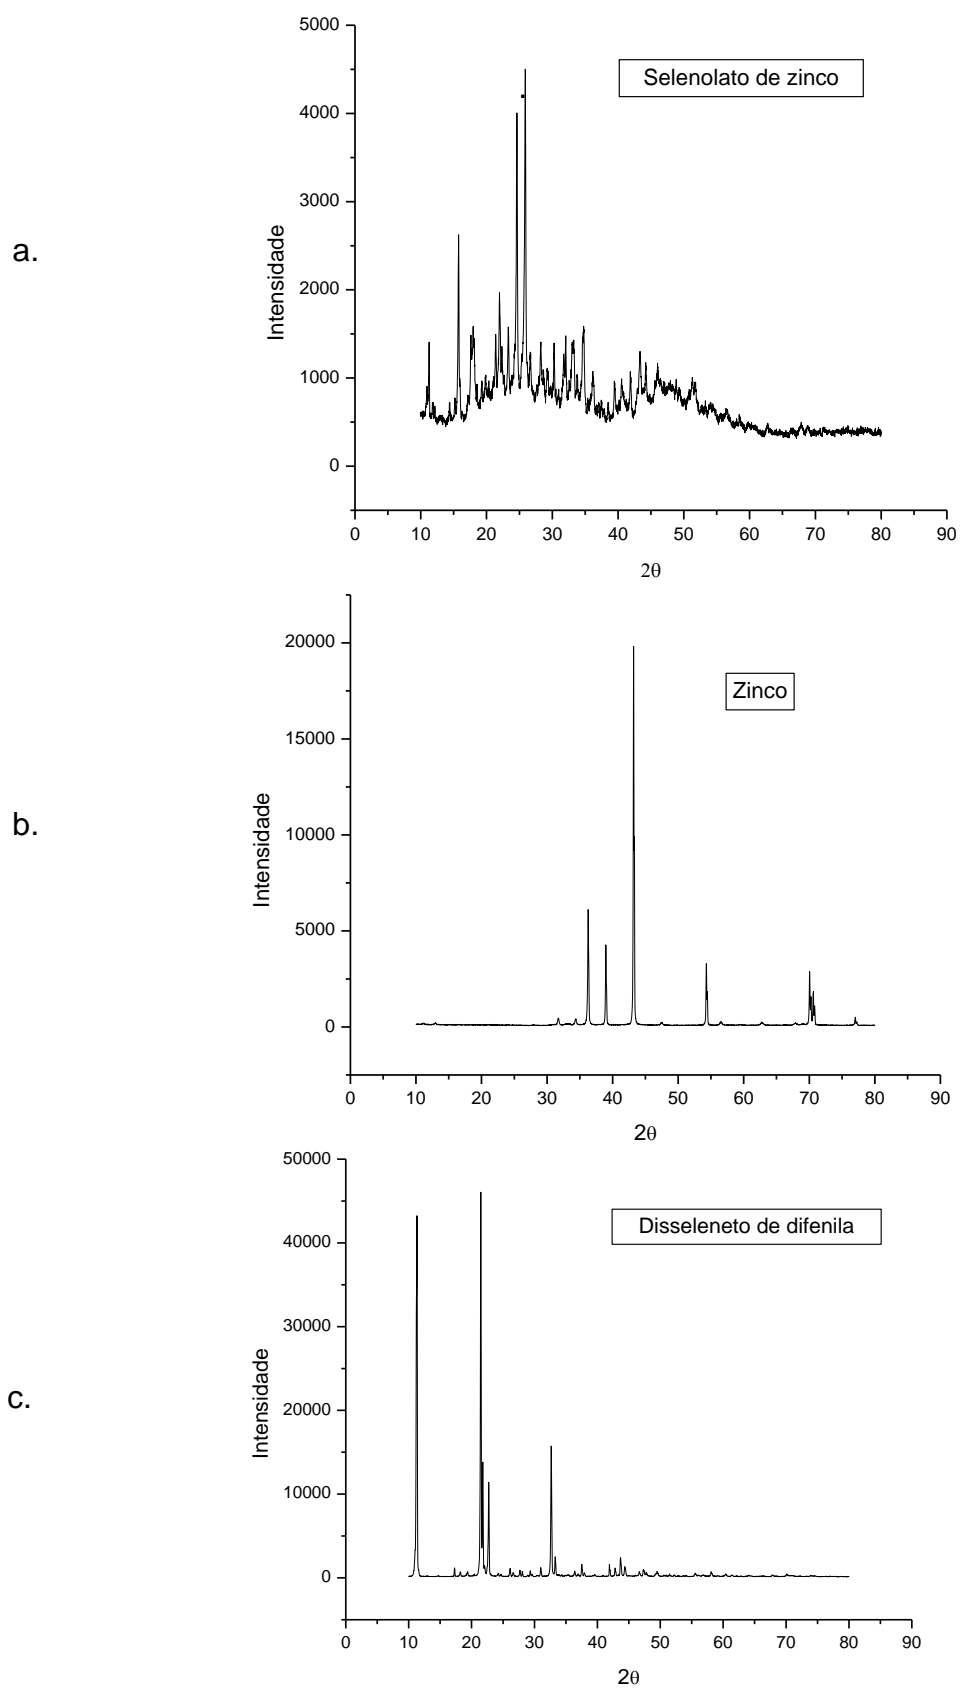 a.
Selenolato de zinco
Intensidade
5000
4000
3000
2000
1000
0
0 10 20 30 40 50 60 70 80 90
2θ
b.
Zinco
Intensidade
20000
15000
10000
5000
0
0 10 20 30 40 50 60 70 80 90
2θ
c.
Disseleneto de difenila
Intensidade
50000
40000
30000
20000
10000
0
0 10 20 30 40 50 60 70 80 90
2θ